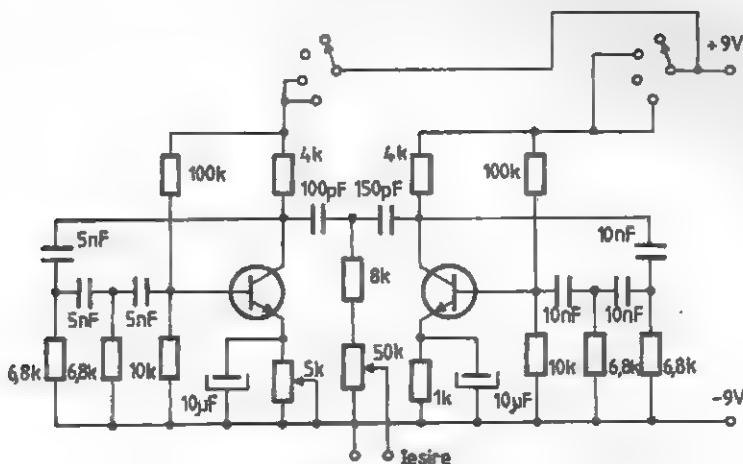 +9V
100k
4k
4k
100k
100pF
150pF
5nF
10nF
8k
5nF
5nF
10nF
10nF
6,8k
6,8k
10k
5k
50k
10k
6,8k
6,8k
10µF
1k
10µF
-9V
Iesire